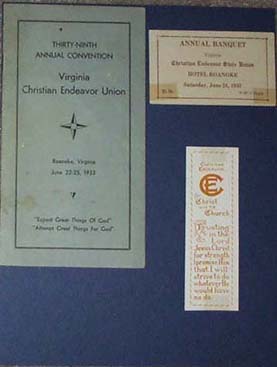 THIRTY-NINTH
ANNUAL CONVENTION
Virginia
Christian Endeavor Union
Roanoke, Virginia
June 22-25, 1933
"Expect Great Things Of God"
"Attempt Great Things For God"
ANNUAL BANQUET
Virginia
Christian Endeavor State Union
HOTEL ROANOKE
Saturday, June 24, 1933
Christian
Endeavor
CE
Christ
and the
Church
Trusting
in the
Lord
Jesus Christ
for strength
I promise Him
that I will
strive to do
whatever He
would have
me do.